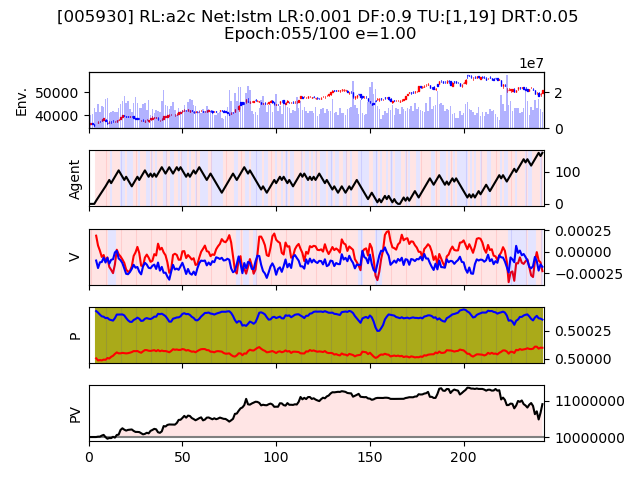 [005930] RL:a2c Net:lstm LR:0.001 DF:0.9 TU:[1,19] DRT:0.05
Epoch:055/100 e=1.00
1e7
Env.
50000
40000
2
0
Agent
100
0
V
0.00025
0.00000
−0.00025
P
0.50025
0.50000
PV
11000000
10000000
0 50 100 150 200